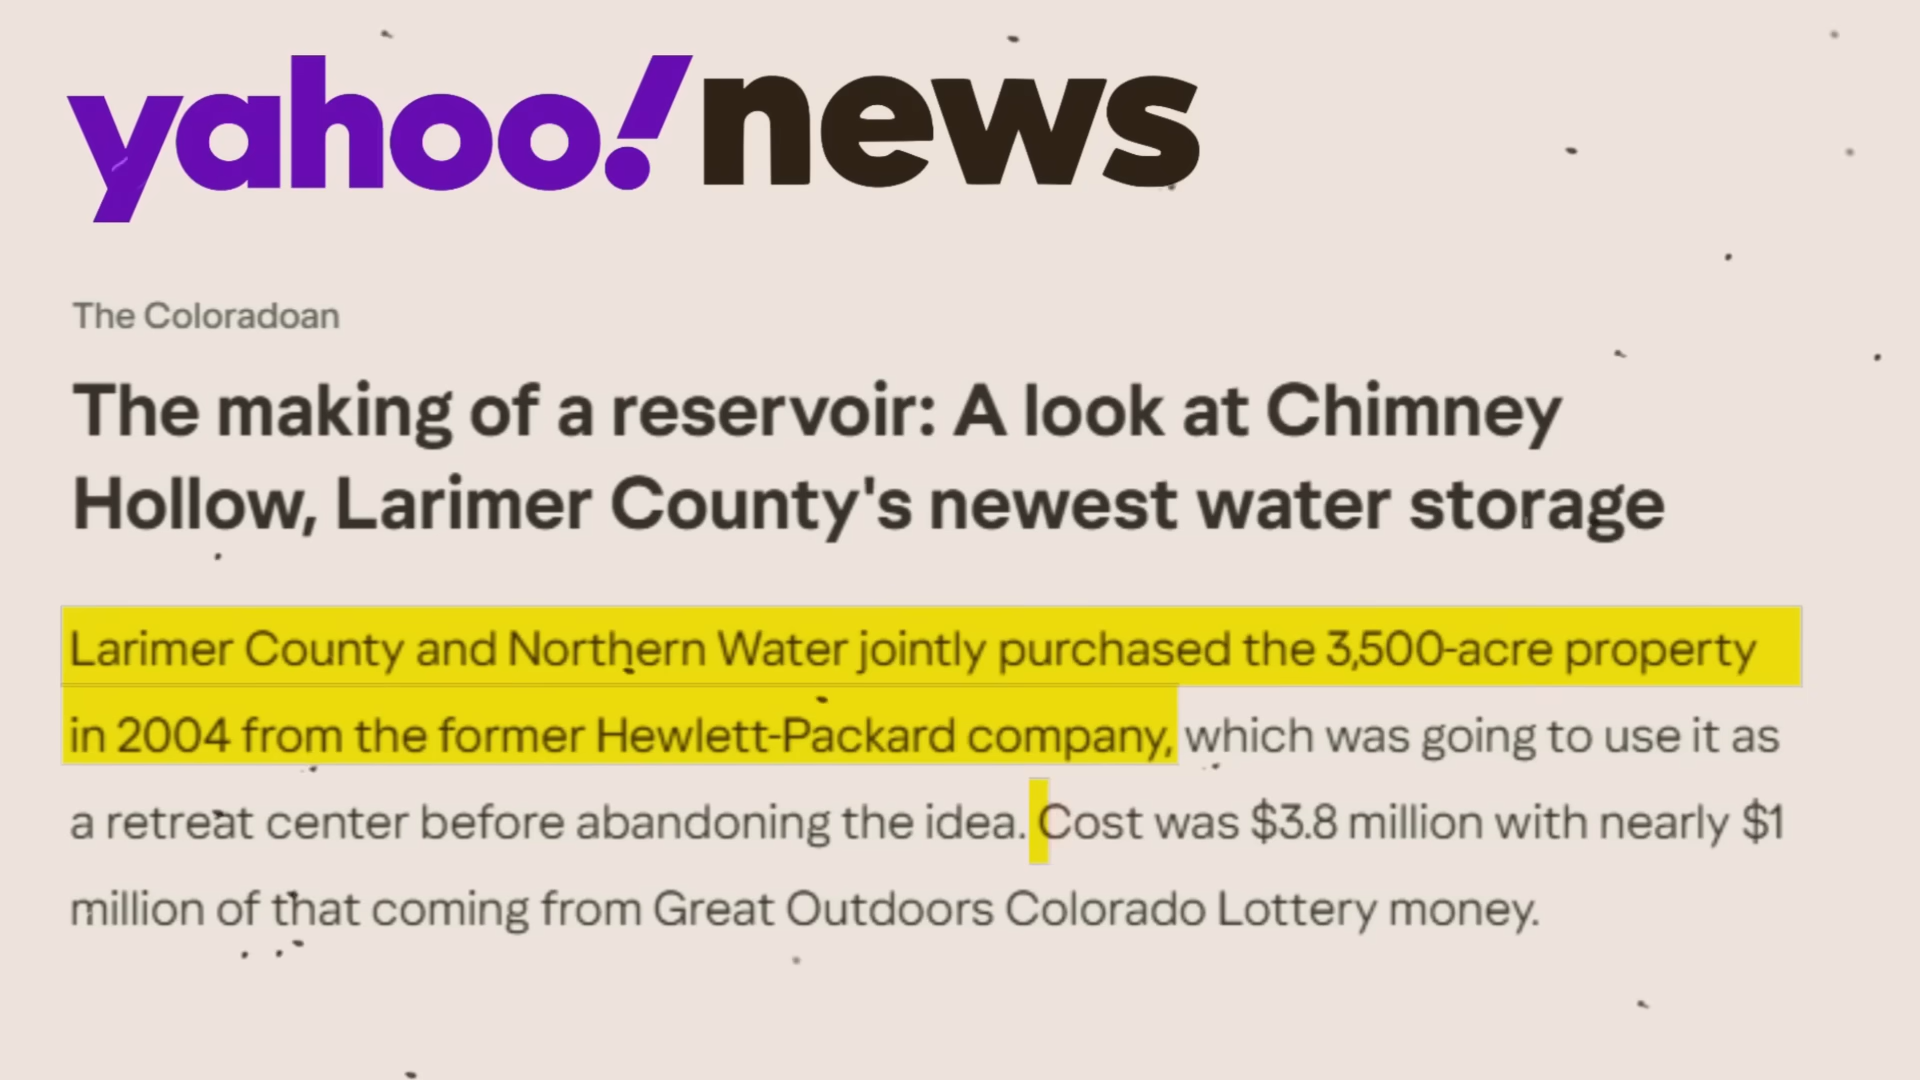 yahoo!news
The Coloradoan
The making of a reservoir: A look at Chimney
Hollow, Larimer County's newest water storage
Larimer County and Northern Water jointly purchased the 3,500-acre property
in 2004 from the former Hewlett-Packard company, which was going to use it as
a retreat center before abandoning the idea. Cost was $3.8 million with nearly $1
million of that coming from Great Outdoors Colorado Lottery money.